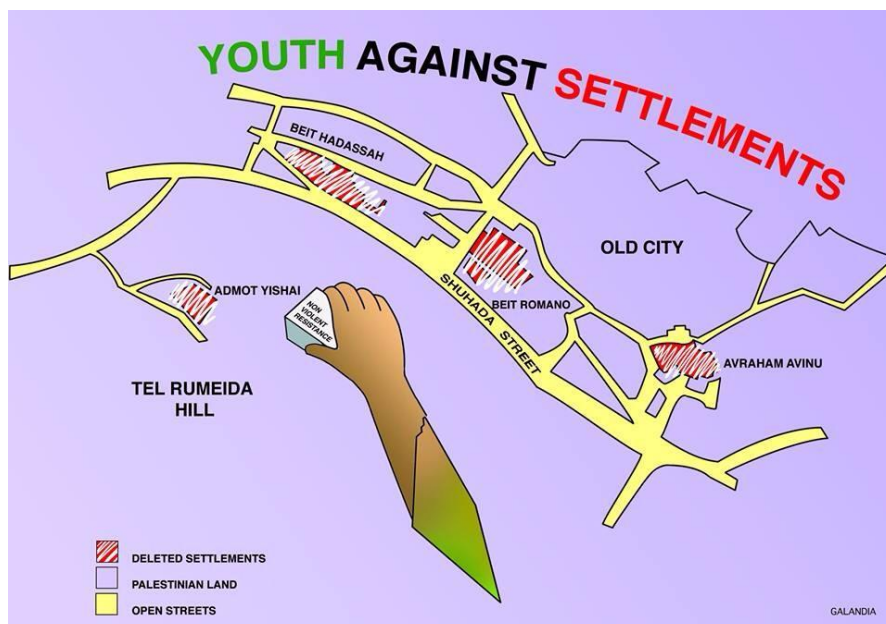 YOUTH AGAINST SETTLEMENTS
BEIT HADASSAH
OLD CITY
ADMOT YISHAI
NON
VIOLENT
RESISTANCE
BEIT ROMANO
SHUHADA STREET
AVRAHAM AVINU
TEL RUMEIDA
HILL
DELETED SETTLEMENTS
PALESTINIAN LAND
OPEN STREETS
GALANDIA